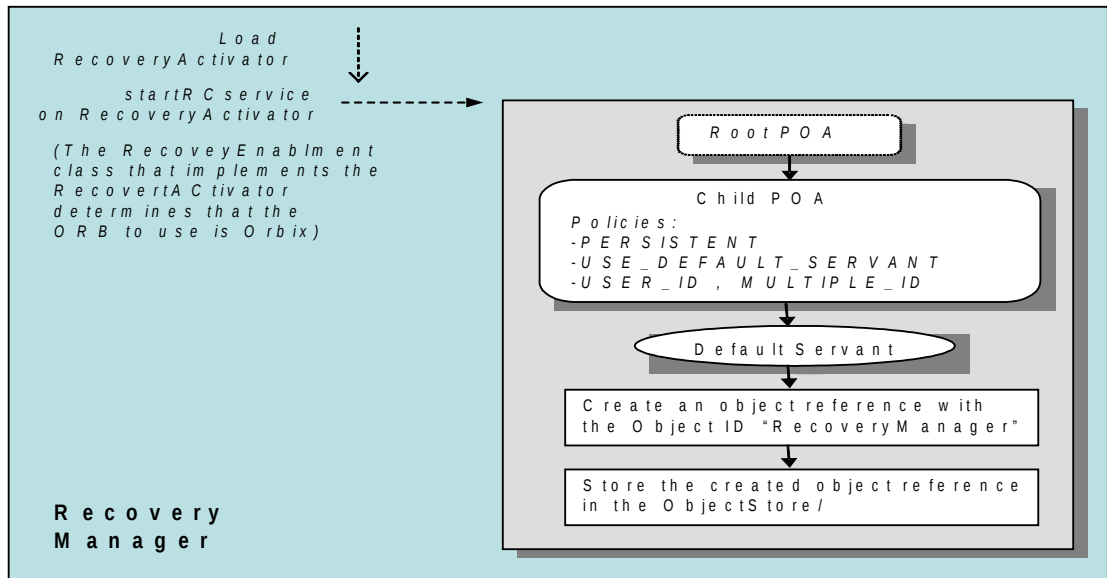 Load
RecoveryActivator
startRCservice
on RecoveryActivator
(The RecoveyEnablment
class that implements the
RecovertACtivator
determines that the
ORB to use is Orbix)
RootPOA
Child POA
Policies:
-PERSISTENT
-USE_DEFAULT_SERVANT
-USER_ID , MULTIPLE_ID
Default Servant
Create an object reference with
the Object ID “RecoveryManager”
Store the created object reference
in the ObjectStore/
Recovery
Manager